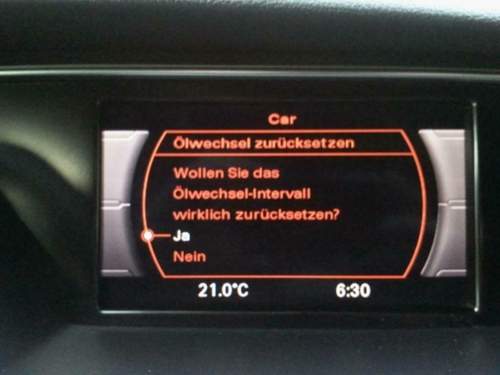 Car
Ölwechsel zurücksetzen
Wollen Sie das
Ölwechsel-Intervall
wirklich zurücksetzen?
Ja
Nein
21.0°C 6:30